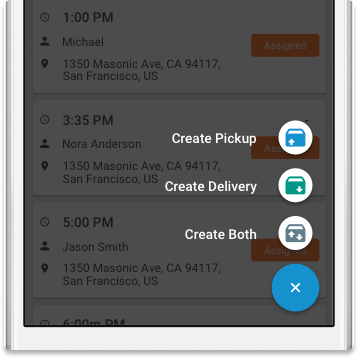 1:00 PM
Michael
Assigned
1350 Masonic Ave, CA 94117,
San Francisco, US
3:35 PM
Create Pickup
Nora Anderson
1350 Masonic Ave, CA 94117,
San Francisco, US
Create Delivery
5:00 PM
Create Both
Jason Smith
Assigned
1350 Masonic Ave, CA 94117,
San Francisco, US
6:00m PM